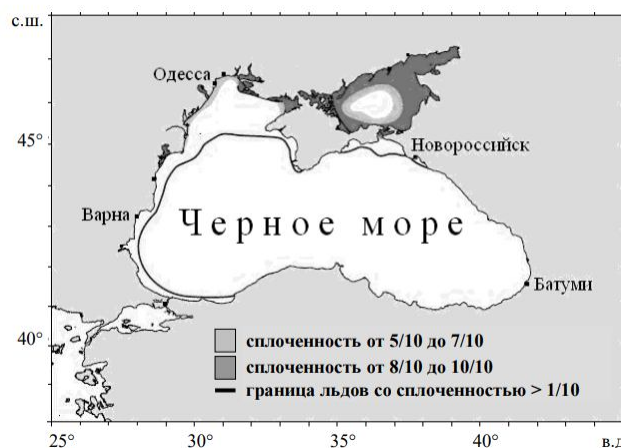 с.ш.
Одесса
45°
Новороссийск
Варна
Черное море
Батуми
40°
сплоченность от 5/10 до 7/10
сплоченность от 8/10 до 10/10
граница льдов со сплоченностью > 1/10
25° 30° 35° 40° в.д.